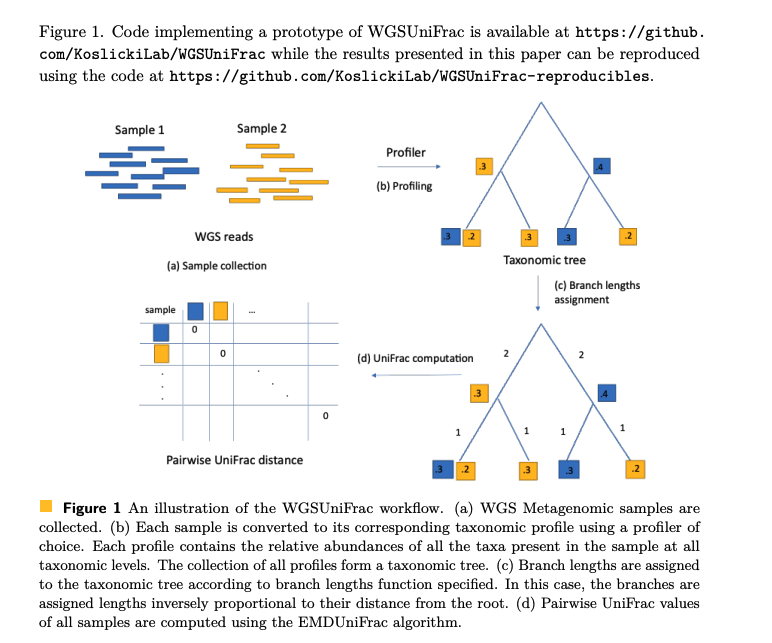 Figure 1. Code implementing a prototype of WGSUniFrac is available at https://github.
com/KoslickiLab/WGSUniFrac while the results presented in this paper can be reproduced
using the code at https://github.com/KoslickiLab/WGSUniFrac-reproducibles.
Sample 1
Sample 2
WGS reads
(a) Sample collection
Profiler
(b) Profiling
.3
.4
.3
.2
.3
.3
.2
Taxonomic tree
(c) Branch lengths
assignment
2
2
.3
.4
1
1
1
1
.3
.2
.3
.3
.2
(d) UniFrac computation
sample
...
0
0
.
.
.
.
.
.
0
Pairwise UniFrac distance
Figure 1 An illustration of the WGSUniFrac workflow. (a) WGS Metagenomic samples are
collected. (b) Each sample is converted to its corresponding taxonomic profile using a profiler of
choice. Each profile contains the relative abundances of all the taxa present in the sample at all
taxonomic levels. The collection of all profiles form a taxonomic tree. (c) Branch lengths are assigned
to the taxonomic tree according to branch lengths function specified. In this case, the branches are
assigned lengths inversely proportional to their distance from the root. (d) Pairwise UniFrac values
of all samples are computed using the EMDUniFrac algorithm.